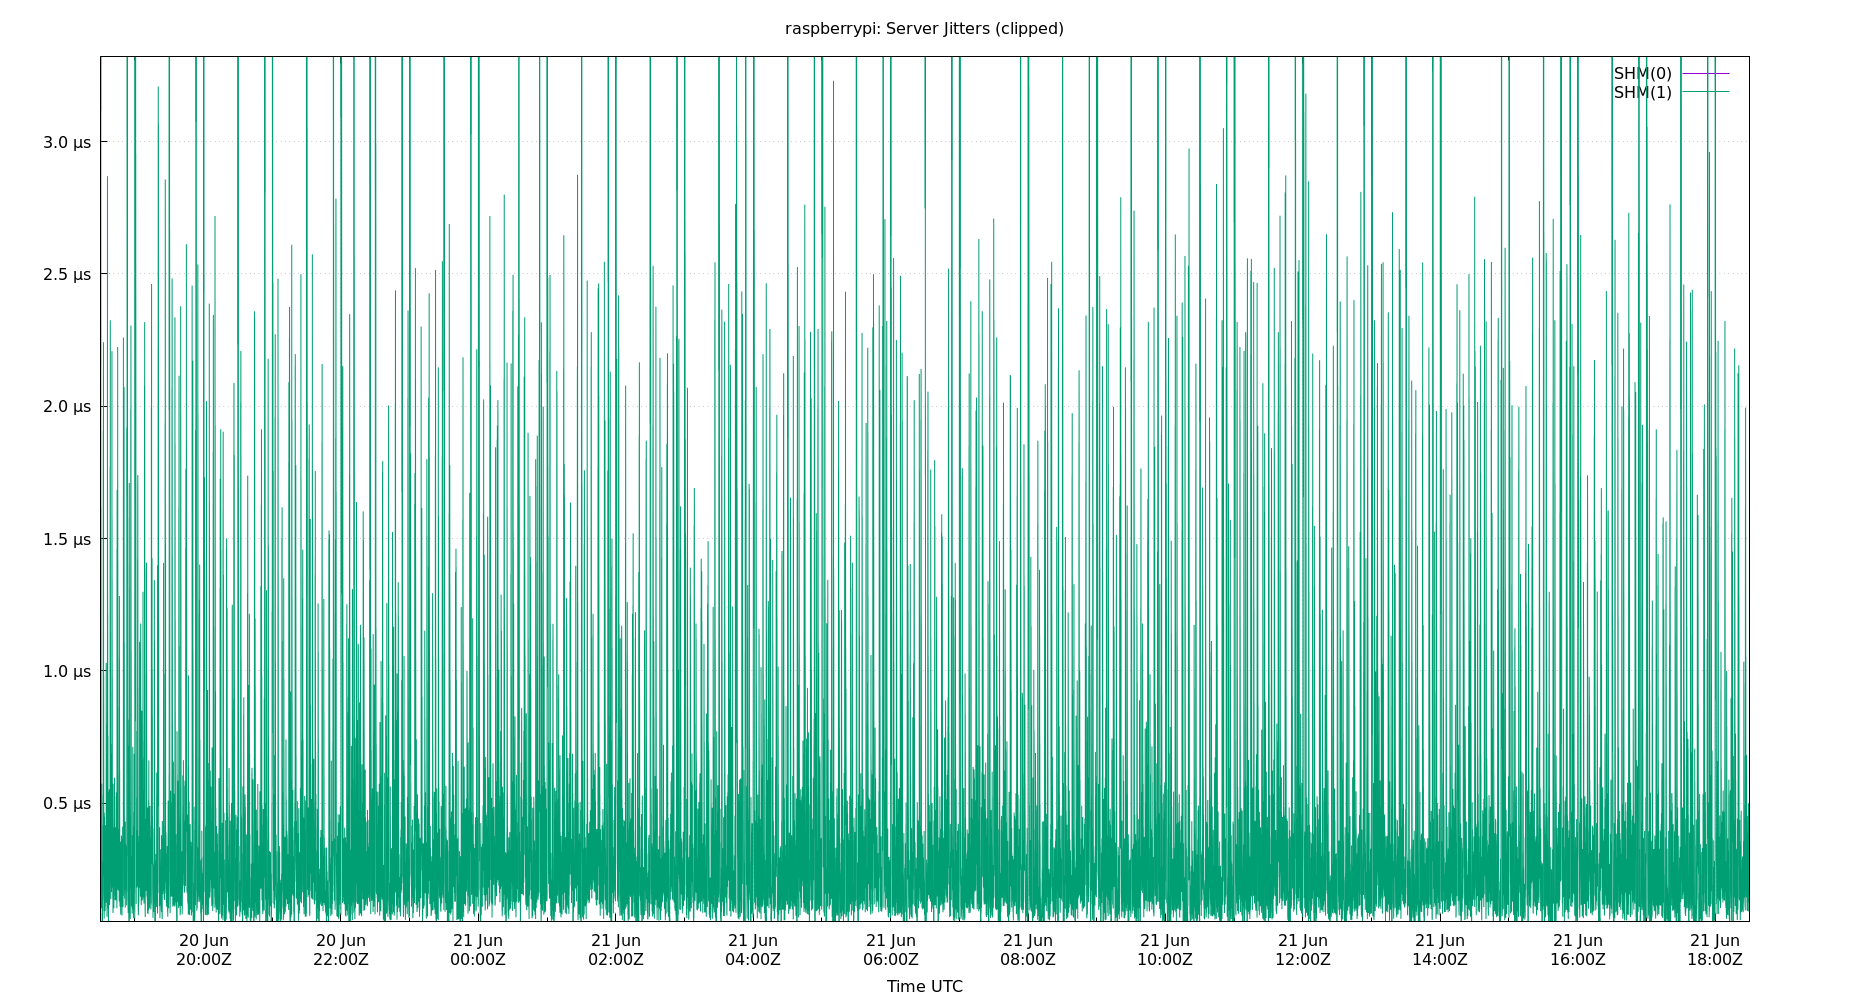 raspberrypi: Server Jitters (clipped)
SHM(0)
SHM(1)
3.0 µs
2.5 µs
2.0 µs
1.5 µs
1.0 µs
0.5 µs
20 Jun 20 Jun 21 Jun 21 Jun 21 Jun 21 Jun 21 Jun 21 Jun 21 Jun 21 Jun 21 Jun 21 Jun
20:00Z 22:00Z 00:00Z 02:00Z 04:00Z 06:00Z 08:00Z 10:00Z 12:00Z 14:00Z 16:00Z 18:00Z
Time UTC